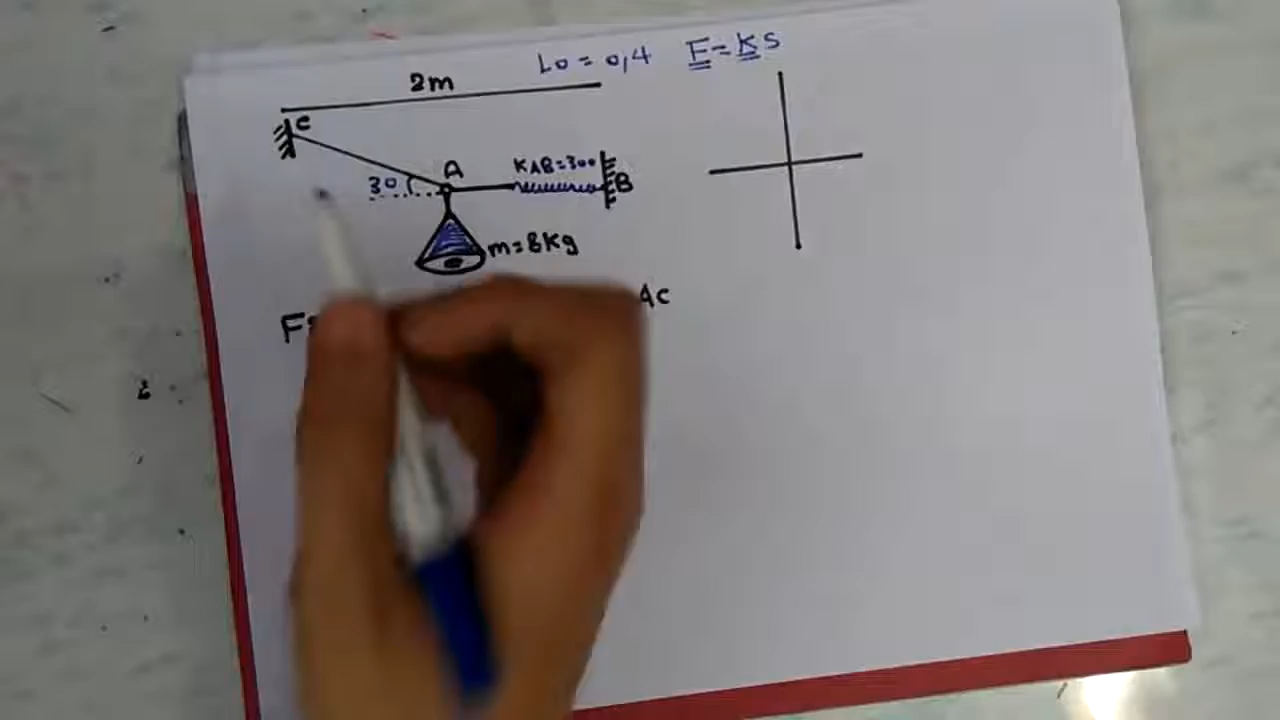 Lo = 0,4 F = KS
2m
C
A
KAB=300
30
B
m=8Kg
Ac